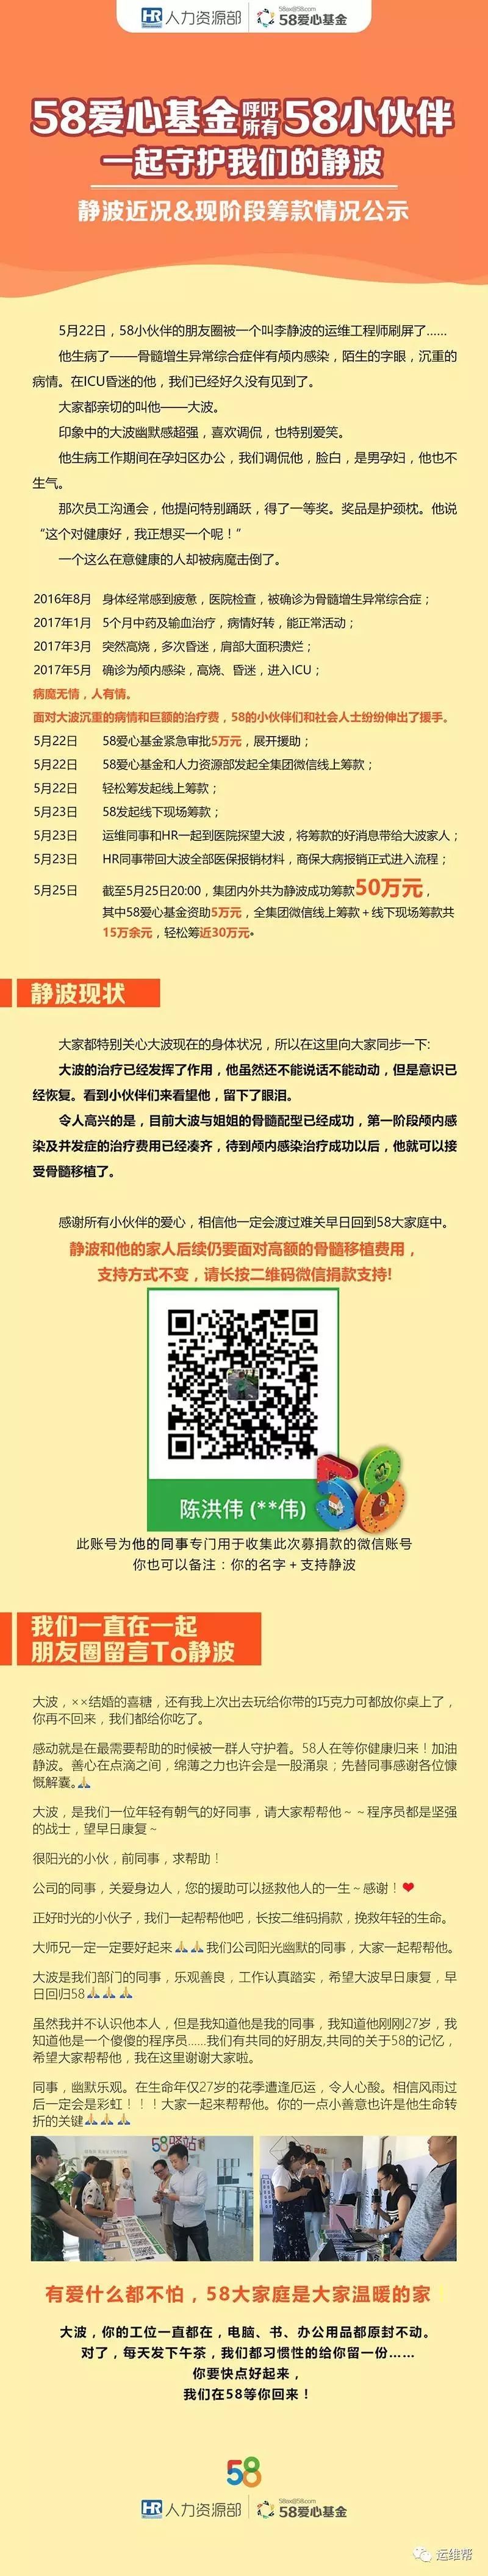 HR 人力资源部 58ax@58.com 58爱心基金
58爱心基金呼吁所有58小伙伴
一起守护我们的静波
静波近况&现阶段筹款情况公示
5月22日，58小伙伴的朋友圈被一个叫李静波的运维工程师刷屏了……
他生病了——骨髓增生异常综合症伴有颅内感染，陌生的字眼，沉重的
病情。在ICU昏迷的他，我们已经好久没有见到了。
大家都亲切的叫他——大波。
印象中的大波幽默感超强，喜欢调侃，也特别爱笑。
他生病工作期间在孕妇区办公，我们调侃他，脸白，是男孕妇，他也不
生气。
那次员工沟通会，他提问特别踊跃，得了一等奖。奖品是护颈枕。他说
“这个对健康好，我正想买一个呢！”
一个这么在意健康的人却被病魔击倒了。
2016年8月 身体经常感到疲惫，医院检查，被确诊为骨髓增生异常综合症；
2017年1月 5个月中药及输血治疗，病情好转，能正常活动；
2017年3月 突然高烧，多次昏迷，肩部大面积溃烂；
2017年5月 确诊为颅内感染，高烧、昏迷，进入ICU；
病魔无情，人有情。
面对大波沉重的病情和巨额的治疗费，58的小伙伴们和社会人士纷纷伸出了援手。
5月22日 58爱心基金紧急审批5万元，展开援助；
5月22日 58爱心基金和人力资源部发起全集团微信线上筹款；
5月22日 轻松筹发起线上筹款；
5月23日 58发起线下现场筹款；
5月23日 运维同事和HR一起到医院探望大波，将筹款的好消息带给大波家人；
5月23日 HR同事带回大波全部医保报销材料，商保大病报销正式进入流程；
5月25日 截至5月25日20:00，集团内外共为静波成功筹款50万元，
其中58爱心基金资助5万元，全集团微信线上筹款＋线下现场筹款共
15万余元，轻松筹近30万元。
静波现状
大家都特别关心大波现在的身体状况，所以在这里向大家同步一下:
大波的治疗已经发挥了作用，他虽然还不能说话不能动动，但是意识已
经恢复。看到小伙伴们来看望他，留下了眼泪。
令人高兴的是，目前大波与姐姐的骨髓配型已经成功，第一阶段颅内感
染及并发症的治疗费用已经凑齐，待到颅内感染治疗成功以后，他就可以接
受骨髓移植了。
感谢所有小伙伴的爱心，相信他一定会渡过难关早日回到58大家庭中。
静波和他的家人后续仍要面对高额的骨髓移植费用，
支持方式不变，请长按二维码微信捐款支持!
陈洪伟 (**伟)
58
此账号为他的同事专门用于收集此次募捐款的微信账号
你也可以备注：你的名字＋支持静波
我们一直在一起
朋友圈留言To静波
大波，××结婚的喜糖，还有我上次出去玩给你带的巧克力可都放你桌上了，
你再不回来，我们都给你吃了。
感动就是在最需要帮助的时候被一群人守护着。58人在等你健康归来！加油
静波。善心在点滴之间，绵薄之力也许会是一股涌泉；先替同事感谢各位慷
慨解囊。🙏
大波，是我们一位年轻有朝气的好同事，请大家帮帮他～～程序员都是坚强
的战士，望早日康复～
很阳光的小伙，前同事，求帮助！
公司的同事，关爱身边人，您的援助可以拯救他人的一生～感谢！❤
正好时光的小伙子，我们一起帮帮他吧，长按二维码捐款，挽救年轻的生命。
大师兄一定一定要好起来🙏🙏我们公司阳光幽默的同事，大家一起帮帮他。
大波是我们部门的同事，乐观善良，工作认真踏实，希望大波早日康复，早
日回归58🙏🙏🙏
虽然我并不认识他本人，但是我知道他是我的同事，我知道他刚刚27岁，我
知道他是一个傻傻的程序员……我们有共同的好朋友,共同的关于58的记忆，
希望大家帮帮他，我在这里谢谢大家啦。
同事，幽默乐观。在生命年仅27岁的花季遭逢厄运，令人心酸。相信风雨过
后一定会是彩虹！！！大家一起来帮帮他。你的一点小善意也许是他生命转
折的关键🙏🙏🙏
58驿站
有爱什么都不怕，58大家庭是大家温暖的家
大波，你的工位一直都在，电脑、书、办公用品都原封不动。
对了，每天发下午茶，我们都习惯性的给你留一份……
你要快点好起来，
我们在58等你回来！
58
HR 人力资源部 58ax@58.com 58爱心基金
运维帮